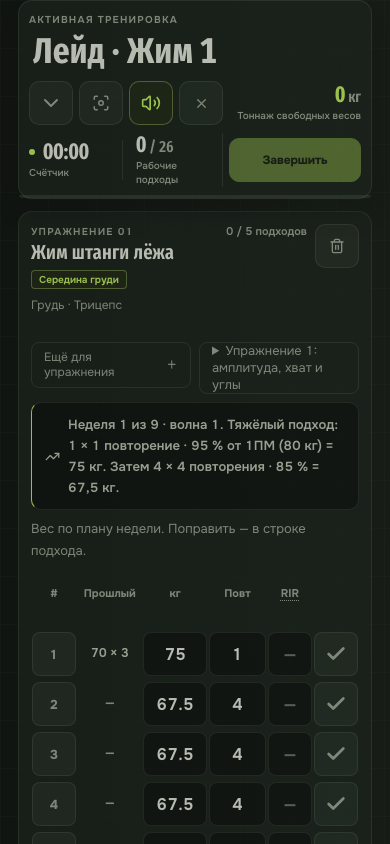 АКТИВНАЯ ТРЕНИРОВКА
Лейд · Жим 1
0 кг
Тоннаж свободных весов
00:00
Счётчик
0 / 26
Рабочие
подходы
Завершить
УПРАЖНЕНИЕ 01
0 / 5 подходов
Жим штанги лёжа
Середина груди
Грудь · Трицепс
Ещё для
упражнения
+
▶ Упражнение 1:
амплитуда, хват и
углы
Неделя 1 из 9 · волна 1. Тяжёлый подход:
1 × 1 повторение · 95 % от 1ПМ (80 кг) =
75 кг. Затем 4 × 4 повторения · 85 % =
67,5 кг.
Вес по плану недели. Поправить — в строке
подхода.
# Прошлый кг Повт RIR
1 70 × 3 75 1 —
2 – 67.5 4 —
3 – 67.5 4 —
4 – 67.5 4 —